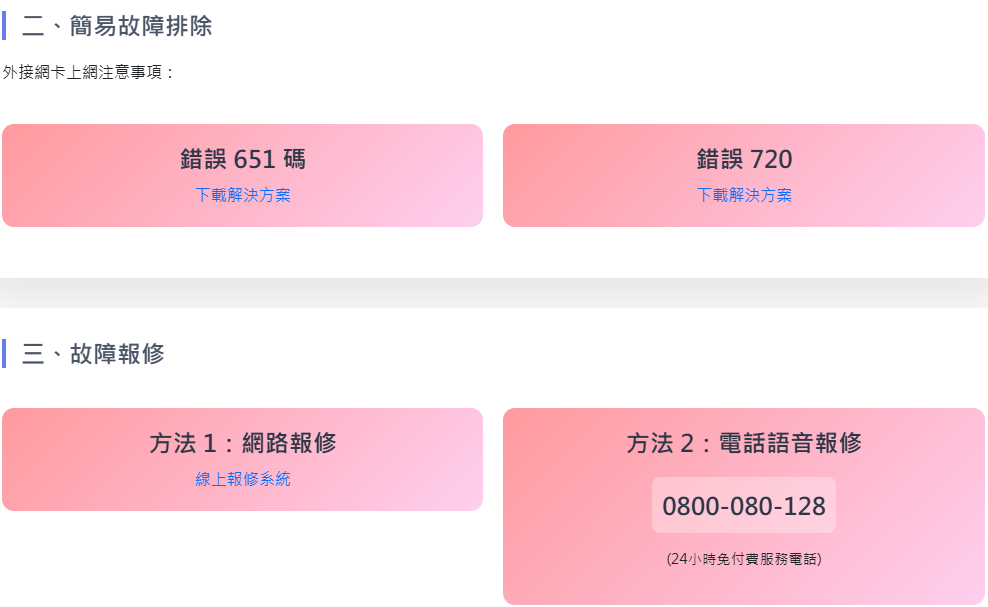 二、簡易故障排除
外接網卡上網注意事項：
錯誤 651 碼
下載解決方案
錯誤 720
下載解決方案
三、故障報修
方法 1：網路報修
線上報修系統
方法 2：電話語音報修
0800-080-128
(24小時免付費服務電話)